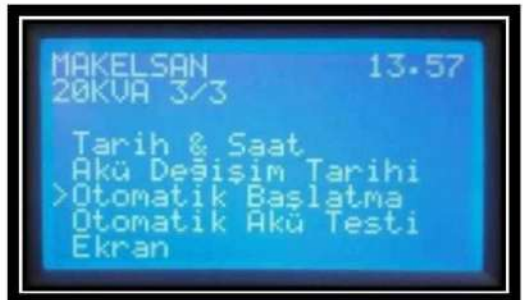 MAKELSAN 13.57
20KVA 3/3
Tarih & Saat
Akü Değişim Tarihi
>Otomatik Başlatma
Otomatik Akü Testi
Ekran